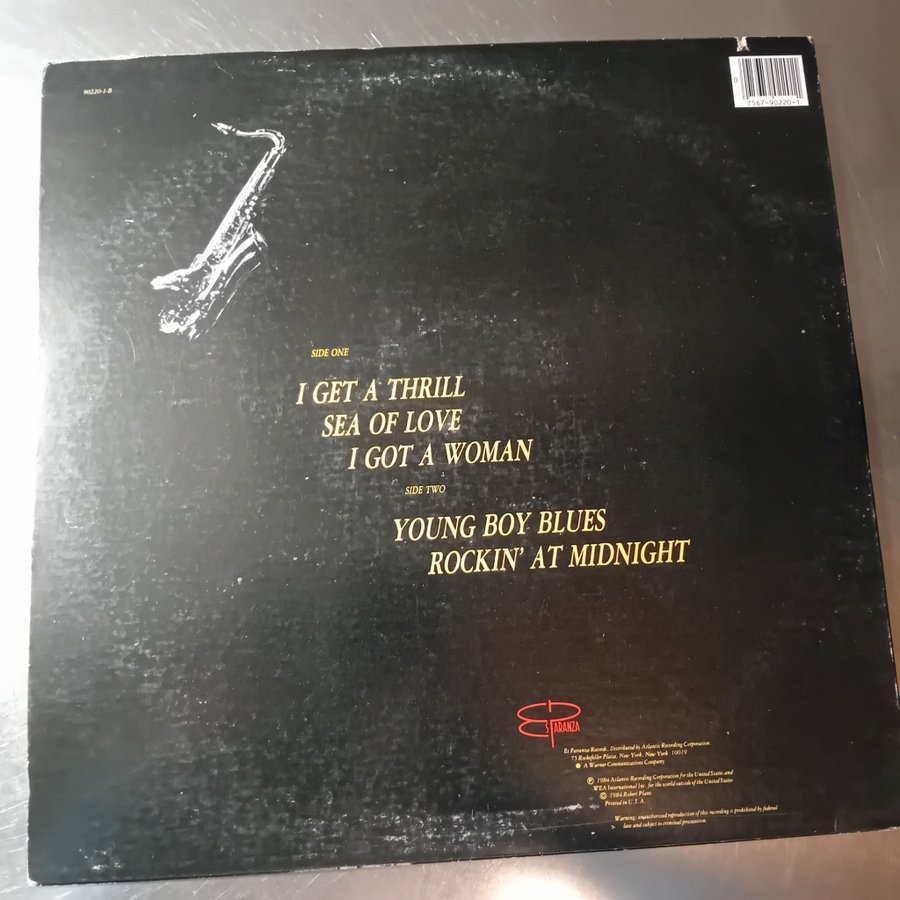 90220-1-B
0
7567-90220-1
SIDE ONE
I GET A THRILL
SEA OF LOVE
I GOT A WOMAN
SIDE TWO
YOUNG BOY BLUES
ROCKIN' AT MIDNIGHT
ESPARANZA
Es Paranza Records. Distributed by Atlantic Recording Corporation,
75 Rockefeller Plaza, New York, New York 10019
A Warner Communications Company.
℗ 1984 Atlantic Recording Corporation for the United States and
WEA International Inc. for the world outside of the United States
© 1984 Robert Plant
Printed in U.S.A.
Warning: unauthorized reproduction of this recording is prohibited by federal
law and subject to criminal prosecution.